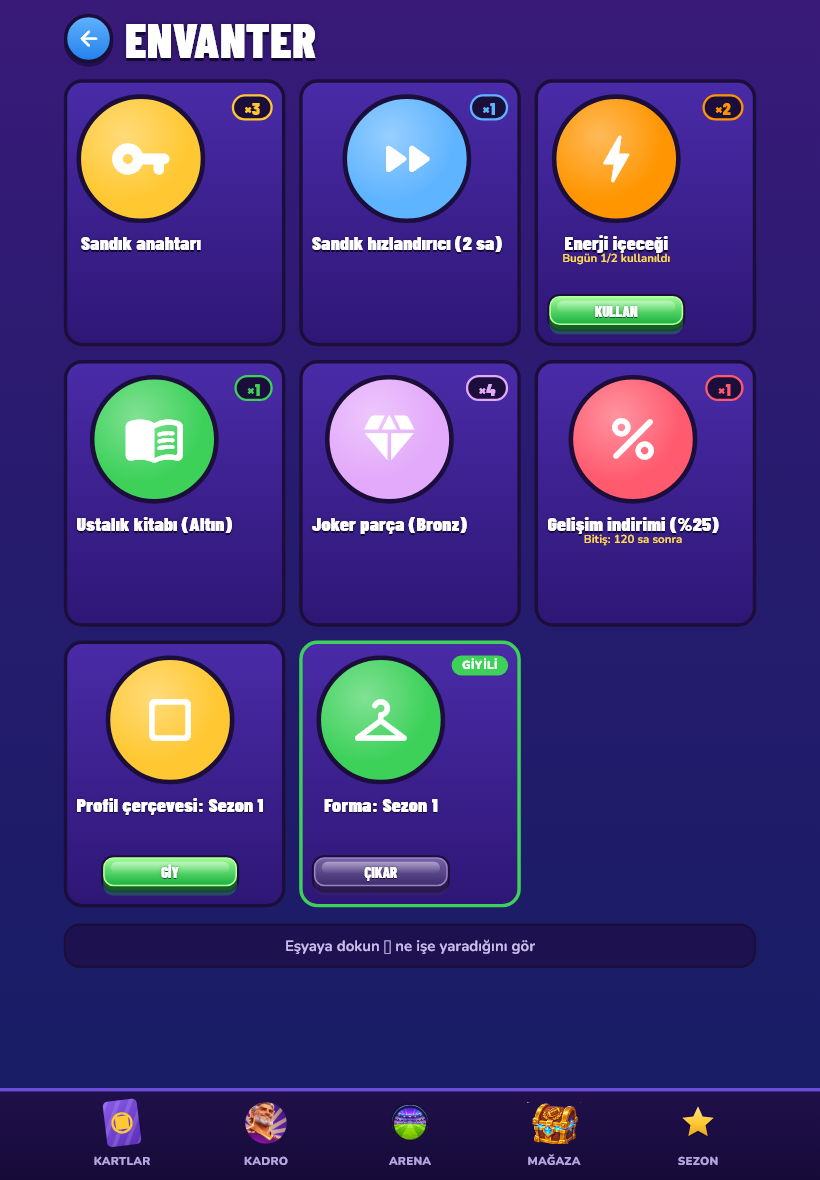 ENVANTER
×3
Sandık anahtarı
×1
Sandık hızlandırıcı (2 sa)
×2
Enerji içeceği
Bugün 1/2 kullanıldı
KULLAN
×1
Ustalık kitabı (Altın)
×4
Joker parça (Bronz)
×1
Gelişim indirimi (%25)
Bitiş: 120 sa sonra
Profil çerçevesi: Sezon 1
GİY
GİYİLİ
Forma: Sezon 1
ÇIKAR
Eşyaya dokun ▯ ne işe yaradığını gör
KARTLAR
KADRO
ARENA
MAĞAZA
SEZON